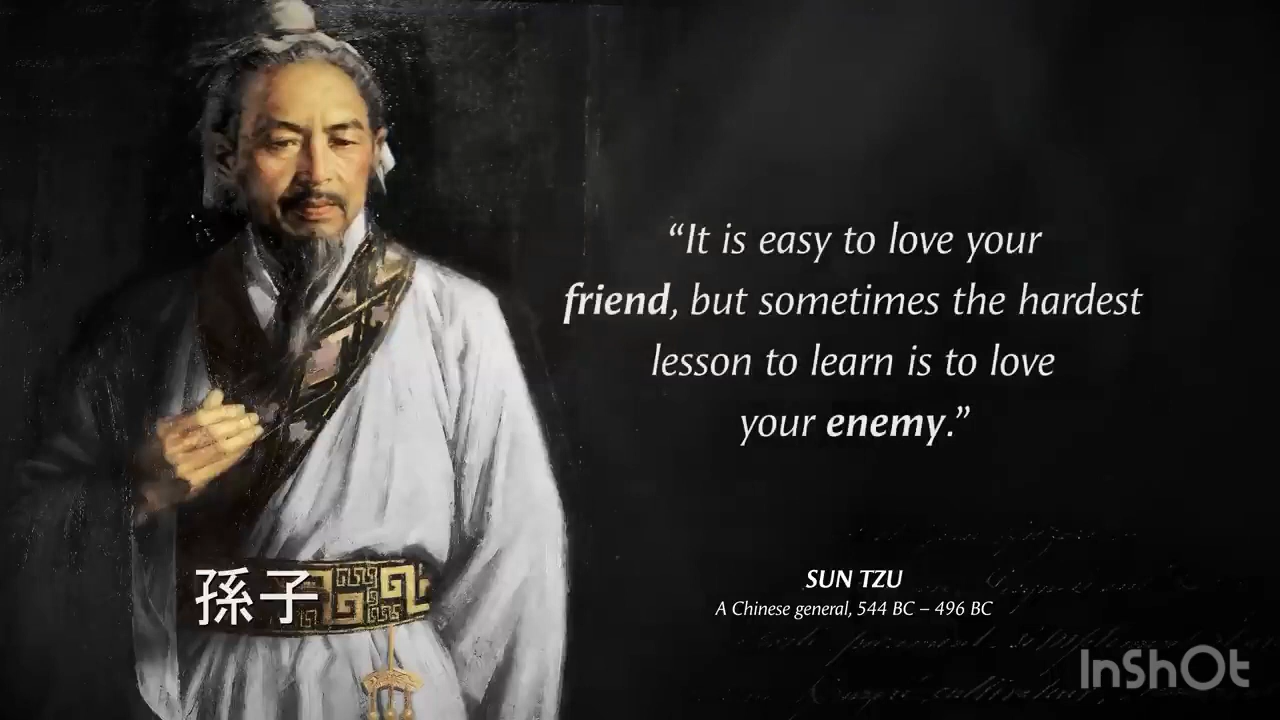 “It is easy to love your
friend, but sometimes the hardest
lesson to learn is to love
your enemy.”
孫子
SUN TZU
A Chinese general, 544 BC – 496 BC
InShOt